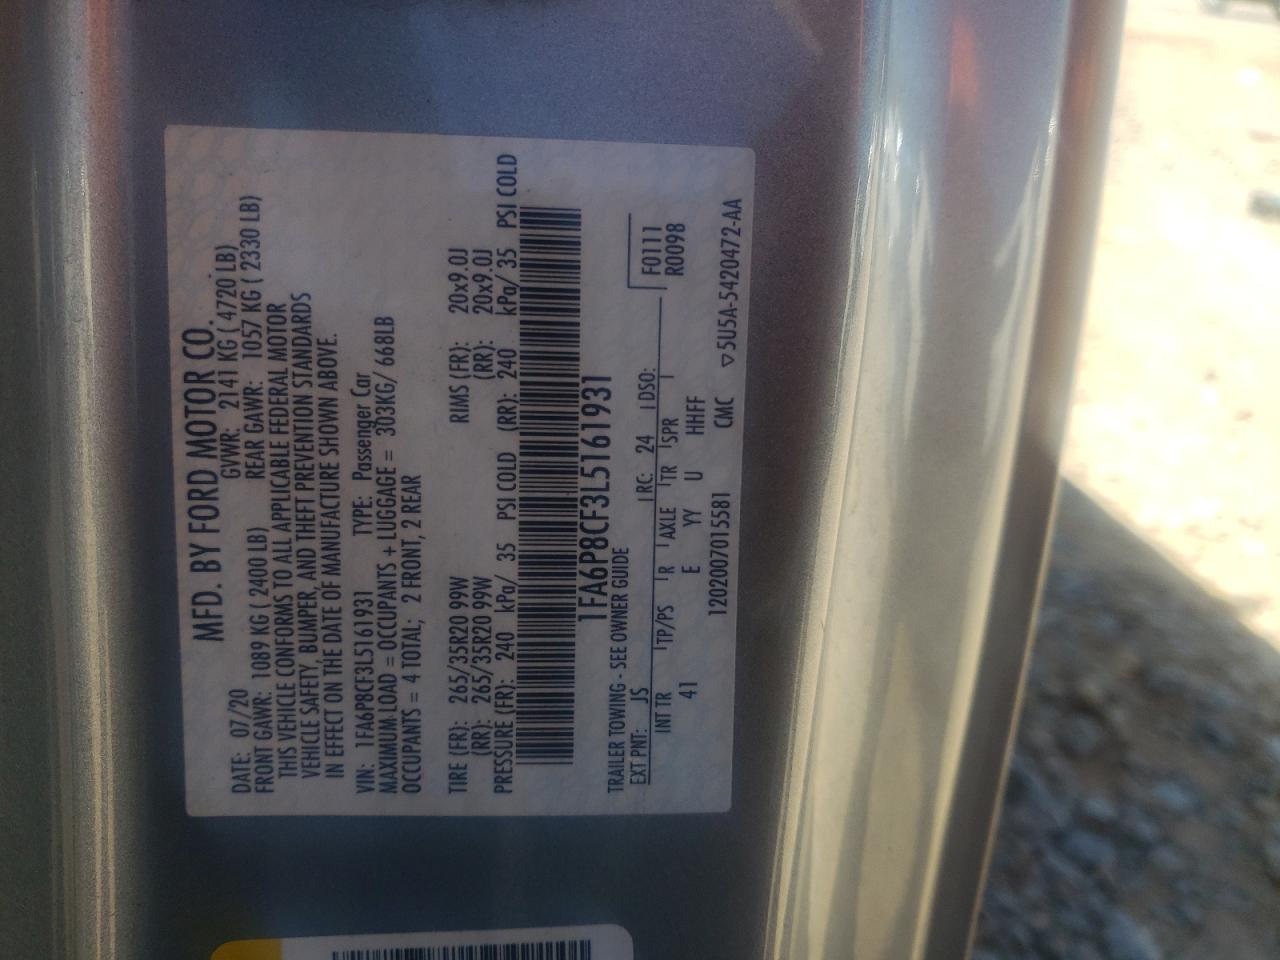 MFD. BY FORD MOTOR CO.
DATE: 07/20 GVWR: 2141 KG ( 4720 LB)
FRONT GAWR: 1089 KG ( 2400 LB) REAR GAWR: 1057 KG ( 2330 LB)
THIS VEHICLE CONFORMS TO ALL APPLICABLE FEDERAL MOTOR
VEHICLE SAFETY, BUMPER, AND THEFT PREVENTION STANDARDS
IN EFFECT ON THE DATE OF MANUFACTURE SHOWN ABOVE.
VIN: 1FA6P8CF3L5161931 TYPE: Passenger Car
MAXIMUM LOAD = OCCUPANTS + LUGGAGE = 303KG/ 668LB
OCCUPANTS = 4 TOTAL; 2 FRONT, 2 REAR
TIRE (FR): 265/35R20 99W RIMS (FR): 20x9.0J
(RR): 265/35R20 99W (RR): 20x9.0J
PRESSURE (FR): 240 kPa/ 35 PSI COLD (RR): 240 kPa/ 35 PSI COLD
1FA6P8CF3L5161931
TRAILER TOWING - SEE OWNER GUIDE
EXT PNT: JS RC: 24 DSO: F0111
INT TR TP/PS R AXLE TR SPR R0098
41 E YY U HHFF
1202007015581 CMC ▽5U5A-5420472-AA